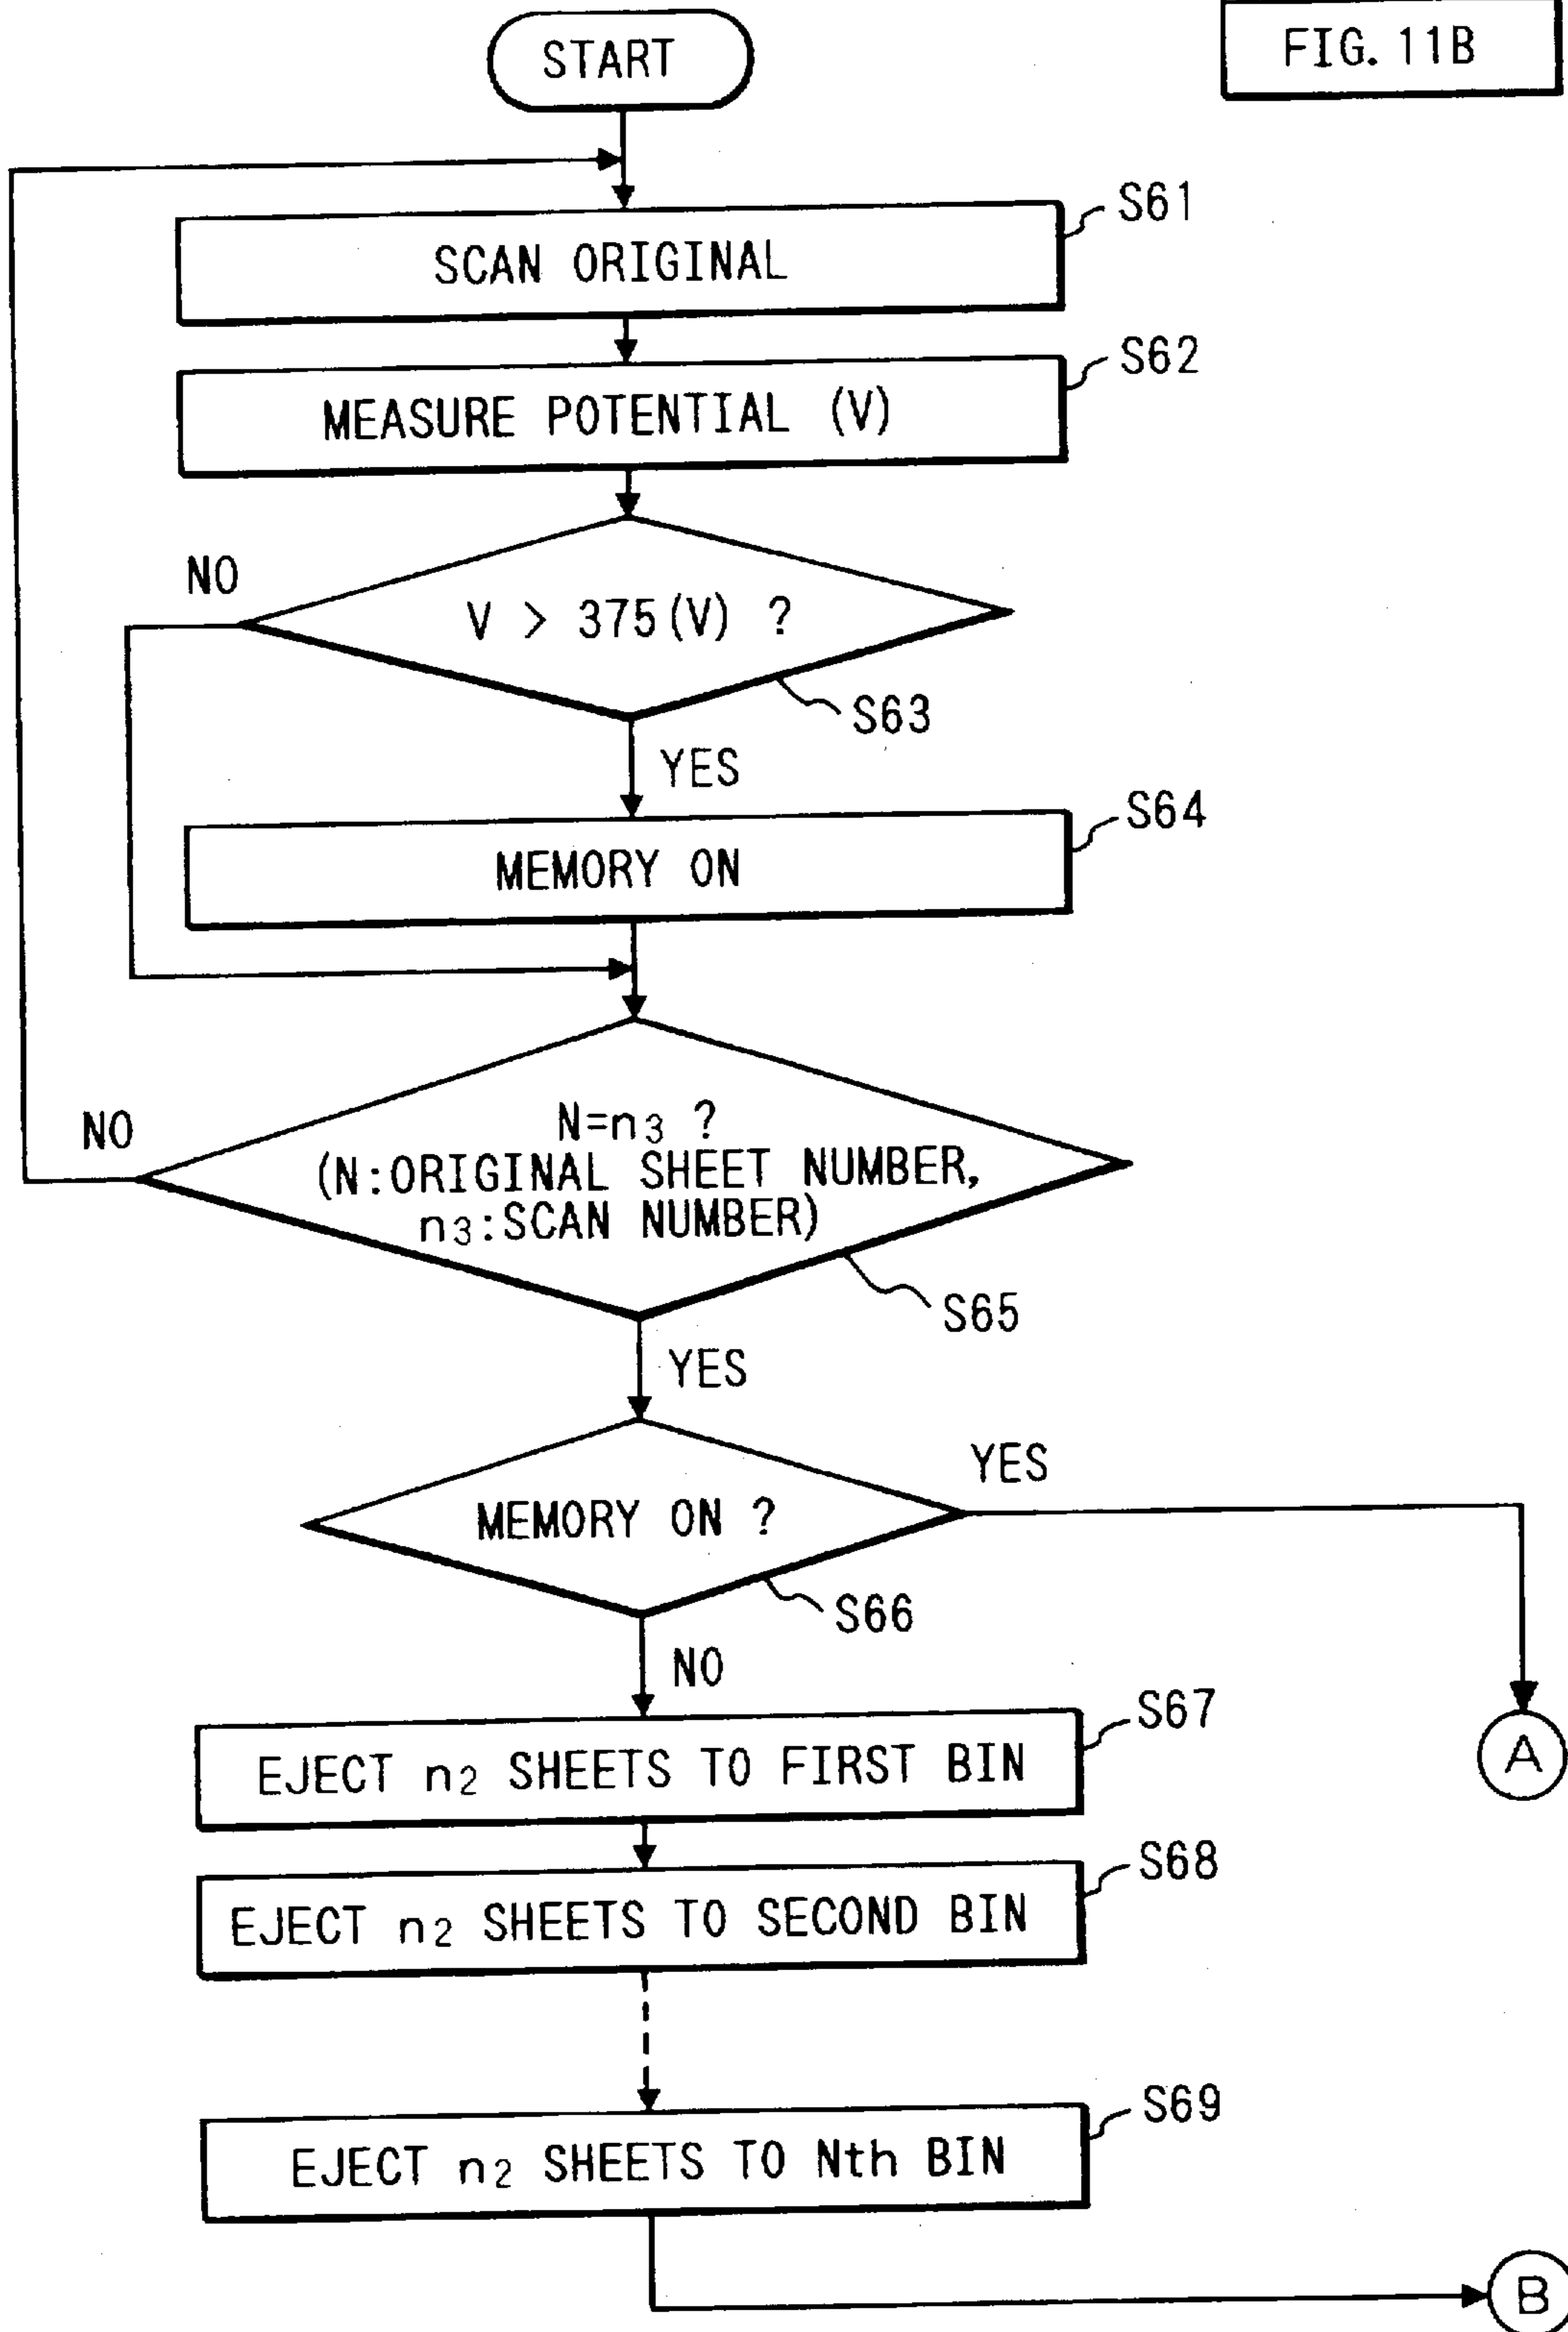 FIG. 11B
START
S61
SCAN ORIGINAL
S62
MEASURE POTENTIAL (V)
NO
V > 375(V) ?
S63
YES
S64
MEMORY ON
NO
N=n3 ?
(N:ORIGINAL SHEET NUMBER,
n3:SCAN NUMBER)
S65
YES
YES
MEMORY ON ?
S66
NO
S67
EJECT n2 SHEETS TO FIRST BIN
A
S68
EJECT n2 SHEETS TO SECOND BIN
S69
EJECT n2 SHEETS TO Nth BIN
B